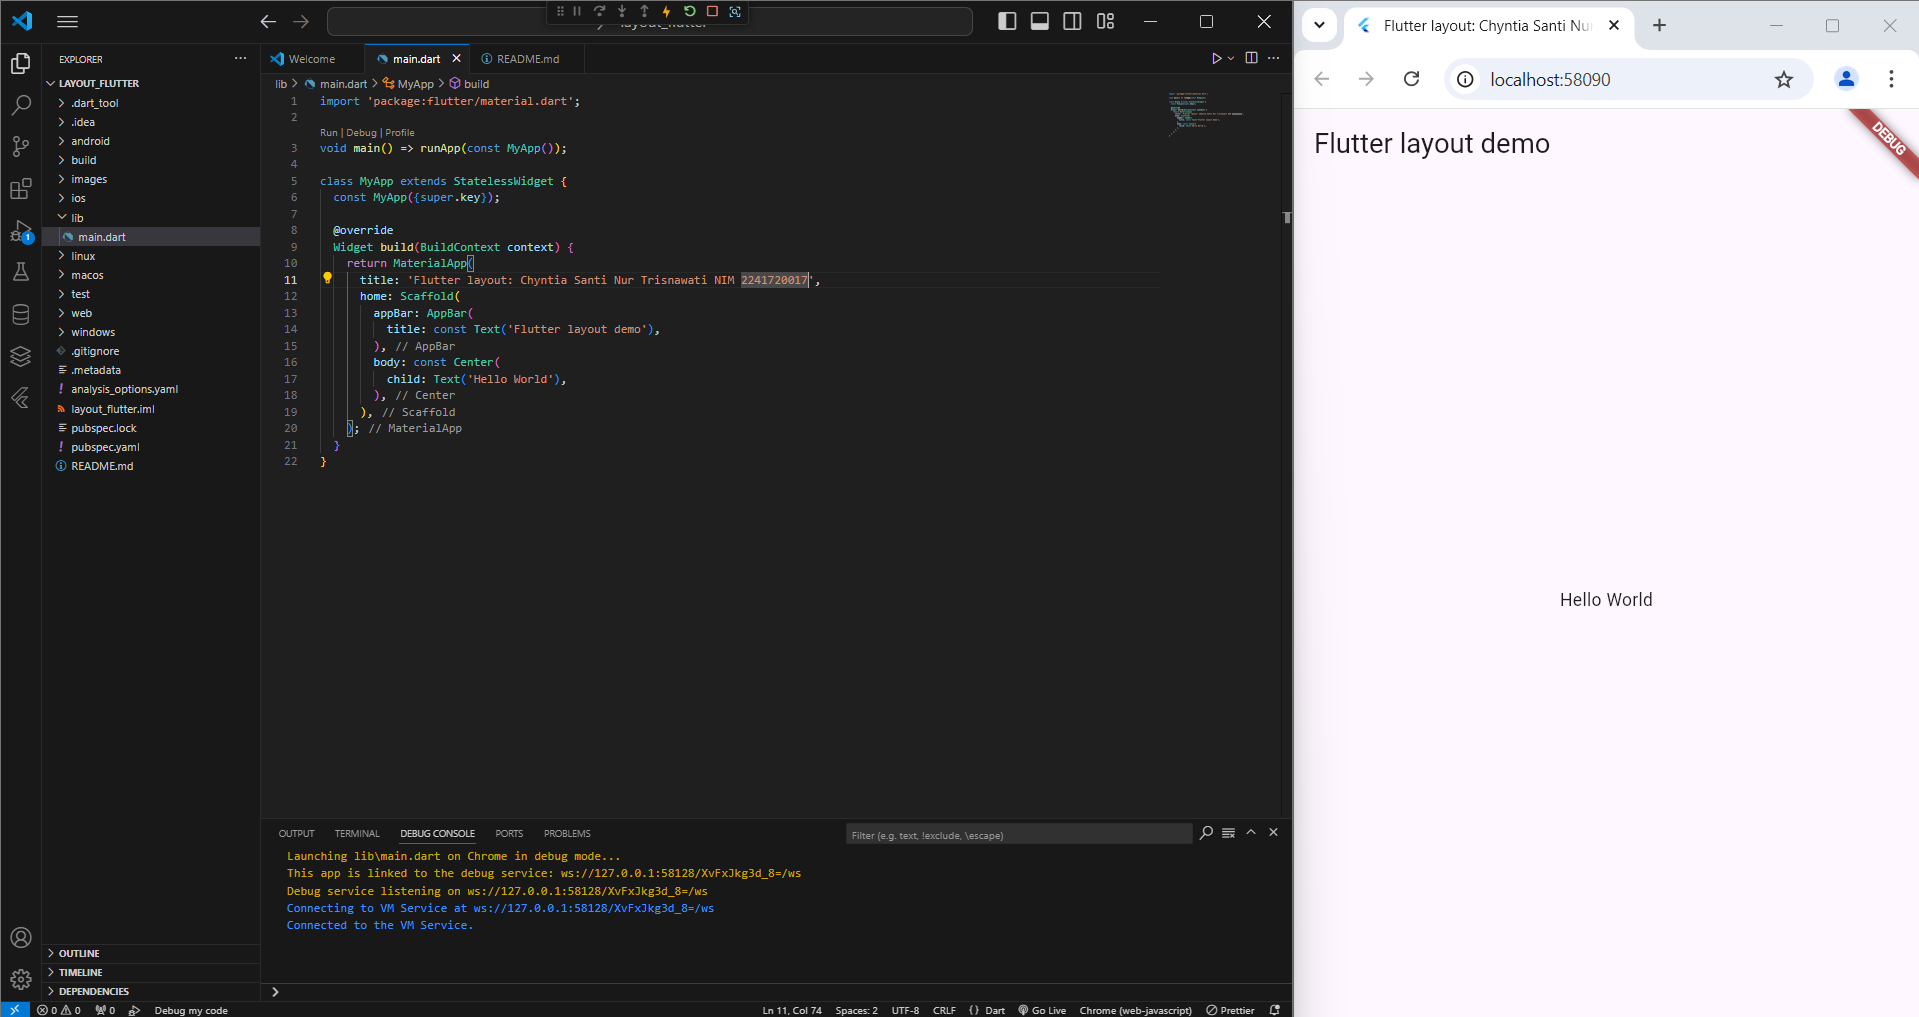 EXPLORER
LAYOUT_FLUTTER
.dart_tool
.idea
android
build
images
ios
lib
main.dart
linux
macos
test
web
windows
.gitignore
.metadata
analysis_options.yaml
layout_flutter.iml
pubspec.lock
pubspec.yaml
README.md
OUTLINE
TIMELINE
DEPENDENCIES
1
layout_flutter
Welcome
main.dart
README.md
lib > main.dart > MyApp > build
1 import 'package:flutter/material.dart';
2
Run | Debug | Profile
3 void main() => runApp(const MyApp());
4
5 class MyApp extends StatelessWidget {
6 const MyApp({super.key});
7
8 @override
9 Widget build(BuildContext context) {
10 return MaterialApp(
11 title: 'Flutter layout: Chyntia Santi Nur Trisnawati NIM 2241720017',
12 home: Scaffold(
13 appBar: AppBar(
14 title: const Text('Flutter layout demo'),
15 ), // AppBar
16 body: const Center(
17 child: Text('Hello World'),
18 ), // Center
19 ), // Scaffold
20 ); // MaterialApp
21 }
22 }
OUTPUT TERMINAL DEBUG CONSOLE PORTS PROBLEMS
Filter (e.g. text, !exclude, \escape)
Launching lib\main.dart on Chrome in debug mode...
This app is linked to the debug service: ws://127.0.0.1:58128/XvFxJkg3d_8=/ws
Debug service listening on ws://127.0.0.1:58128/XvFxJkg3d_8=/ws
Connecting to VM Service at ws://127.0.0.1:58128/XvFxJkg3d_8=/ws
Connected to the VM Service.
0 0 0 Debug my code
Ln 11, Col 74 Spaces: 2 UTF-8 CRLF {} Dart Go Live Chrome (web-javascript) Prettier
Flutter layout: Chyntia Santi Nu
localhost:58090
Flutter layout demo
DEBUG
Hello World